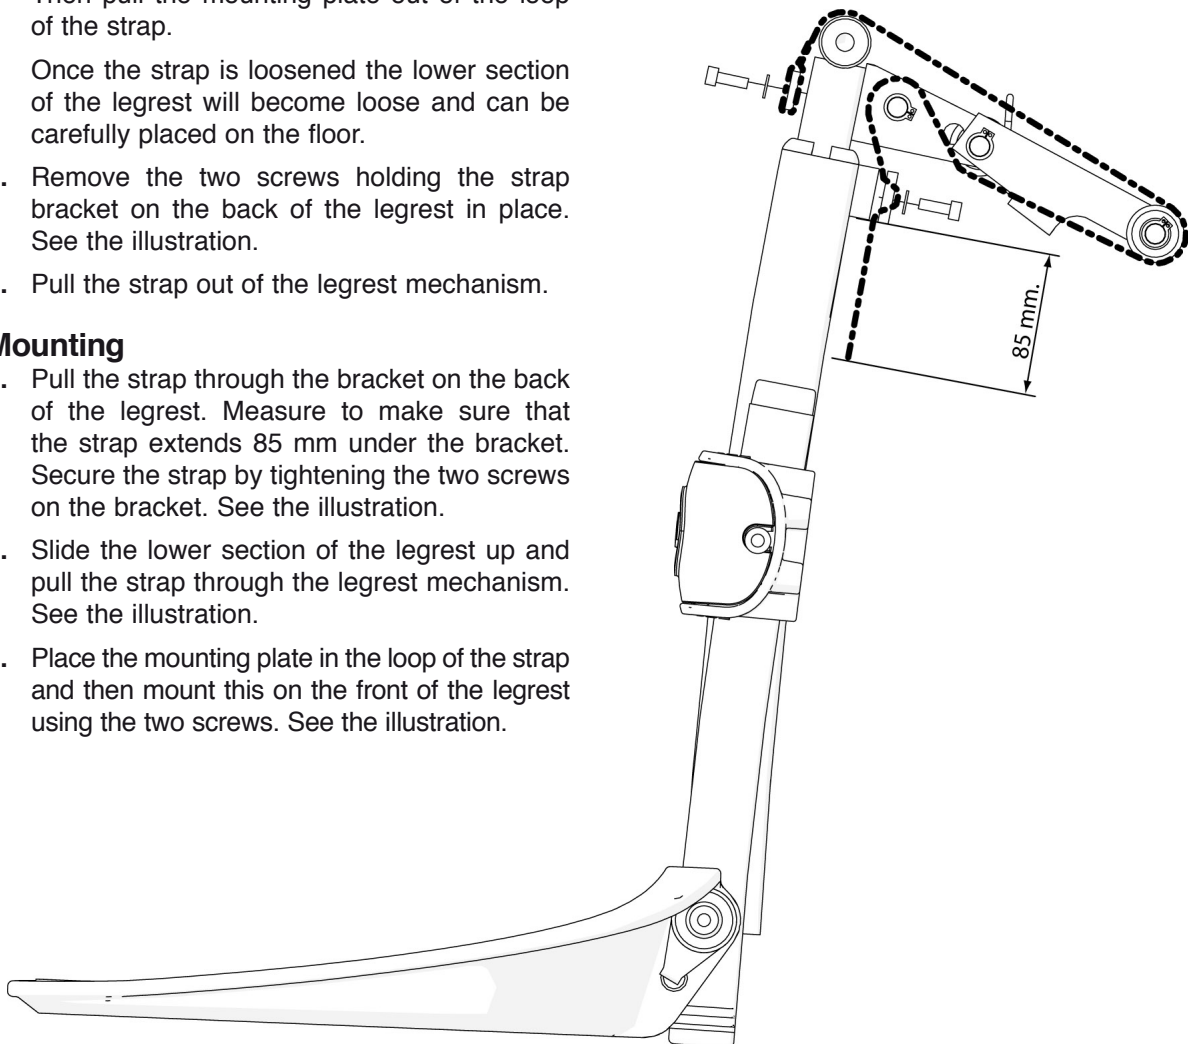 Then pull the mounting plate out of the loop
of the strap.
Once the strap is loosened the lower section
of the legrest will become loose and can be
carefully placed on the floor.
. Remove the two screws holding the strap
bracket on the back of the legrest in place.
See the illustration.
. Pull the strap out of the legrest mechanism.
Mounting
. Pull the strap through the bracket on the back
of the legrest. Measure to make sure that
the strap extends 85 mm under the bracket.
Secure the strap by tightening the two screws
on the bracket. See the illustration.
. Slide the lower section of the legrest up and
pull the strap through the legrest mechanism.
See the illustration.
. Place the mounting plate in the loop of the strap
and then mount this on the front of the legrest
using the two screws. See the illustration.
85 mm.